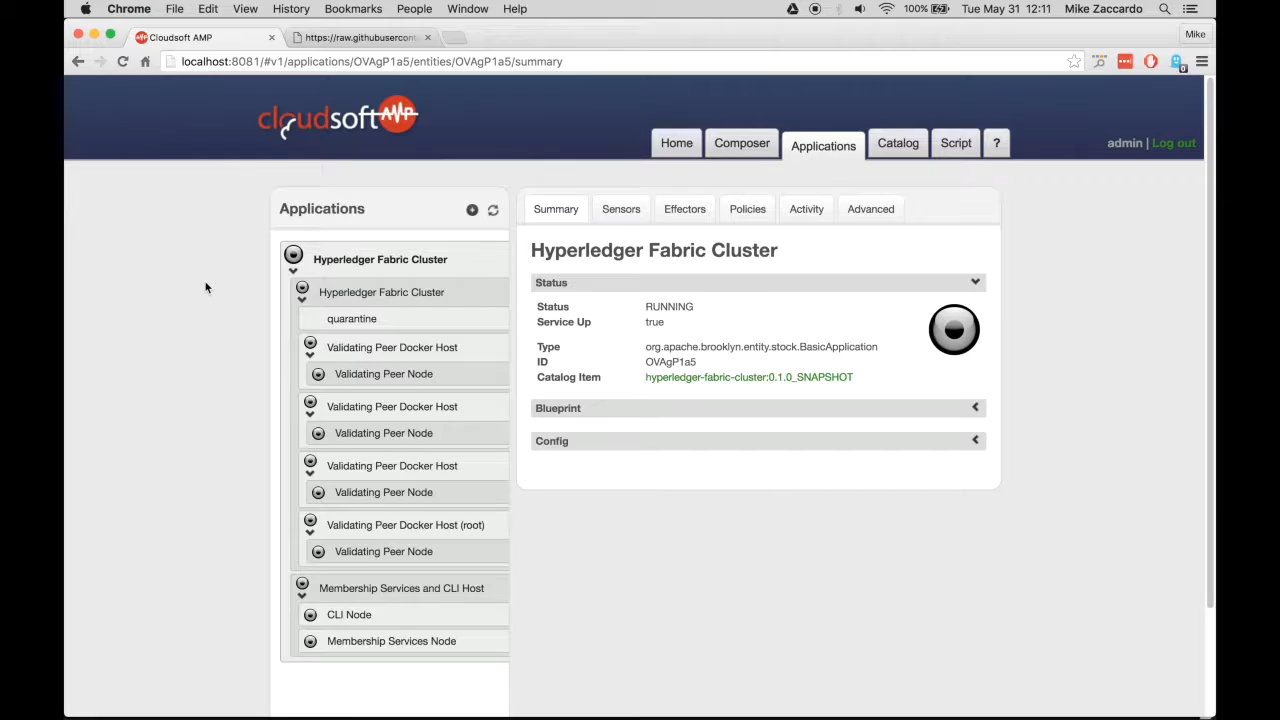 Chrome File Edit View History Bookmarks People Window Help 100% Tue May 31 12:11 Mike Zaccardo
Cloudsoft AMP https://raw.githubusercont Mike
localhost:8081/#v1/applications/OVAgP1a5/entities/OVAgP1a5/summary 0
cloudsoft AMP
Home Composer Applications Catalog Script ? admin | Log out
Applications
Summary Sensors Effectors Policies Activity Advanced
Hyperledger Fabric Cluster
Hyperledger Fabric Cluster
quarantine
Validating Peer Docker Host
Validating Peer Node
Validating Peer Docker Host
Validating Peer Node
Validating Peer Docker Host
Validating Peer Node
Validating Peer Docker Host (root)
Validating Peer Node
Membership Services and CLI Host
CLI Node
Membership Services Node
Hyperledger Fabric Cluster
Status
Status RUNNING
Service Up true
Type org.apache.brooklyn.entity.stock.BasicApplication
ID OVAgP1a5
Catalog Item hyperledger-fabric-cluster:0.1.0_SNAPSHOT
Blueprint
Config